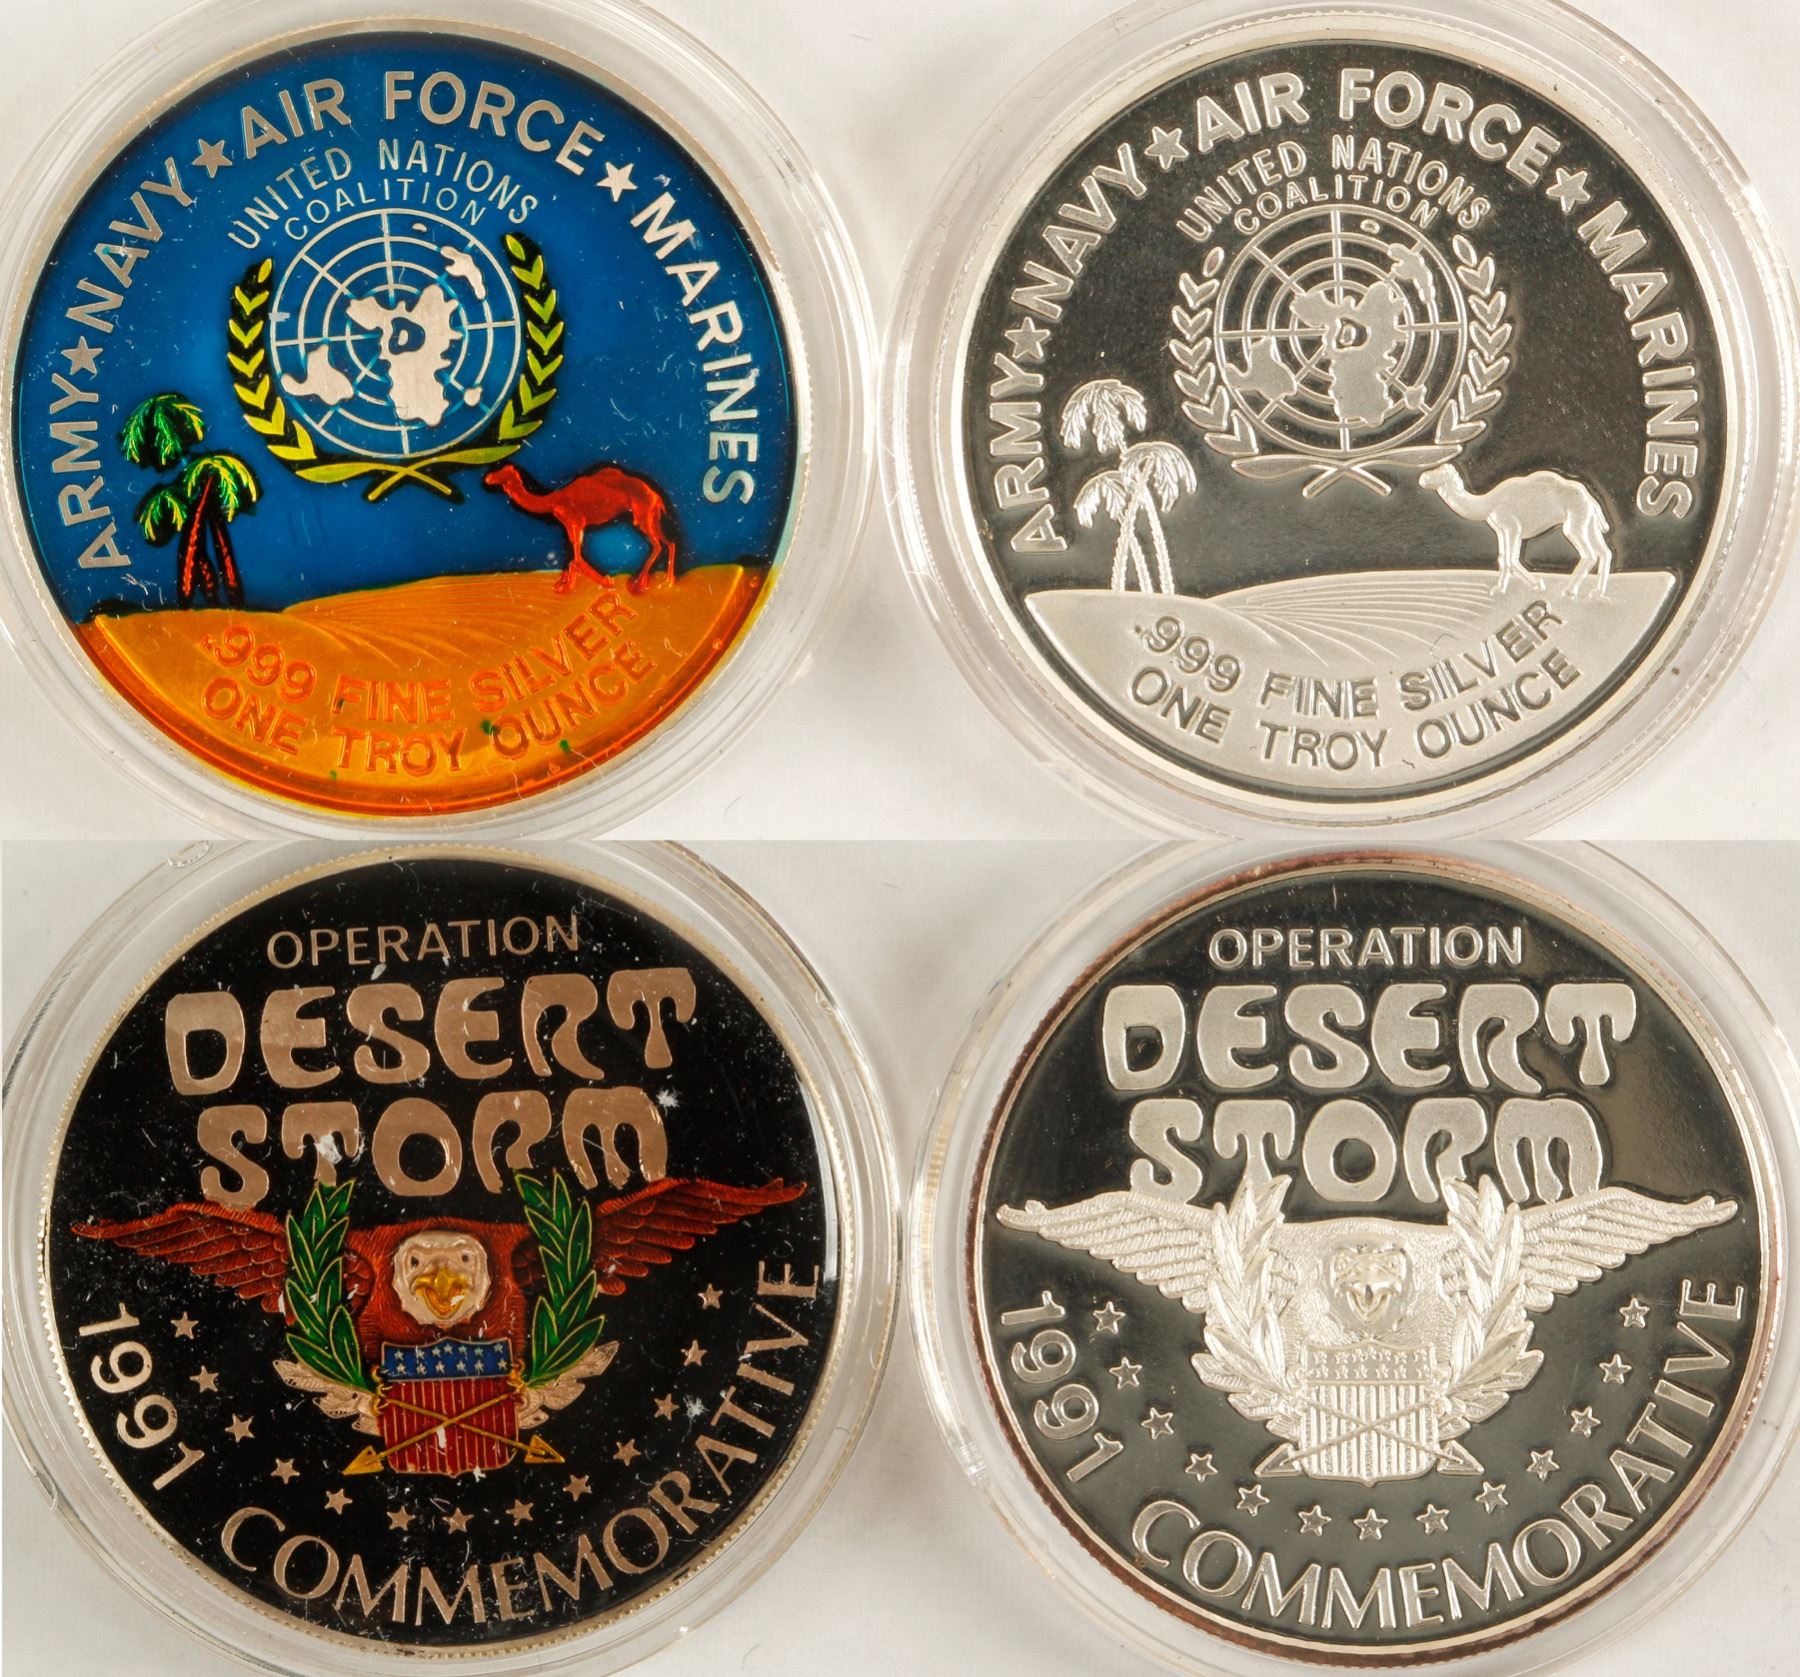 ARMY★NAVY★AIR FORCE★MARINES
UNITED NATIONS
COALITION
.999 FINE SILVER
ONE TROY OUNCE
ARMY★NAVY★AIR FORCE★MARINES
UNITED NATIONS
COALITION
.999 FINE SILVER
ONE TROY OUNCE
OPERATION
DESERT
STORM
1991 COMMEMORATIVE
OPERATION
DESERT
STORM
1991 COMMEMORATIVE